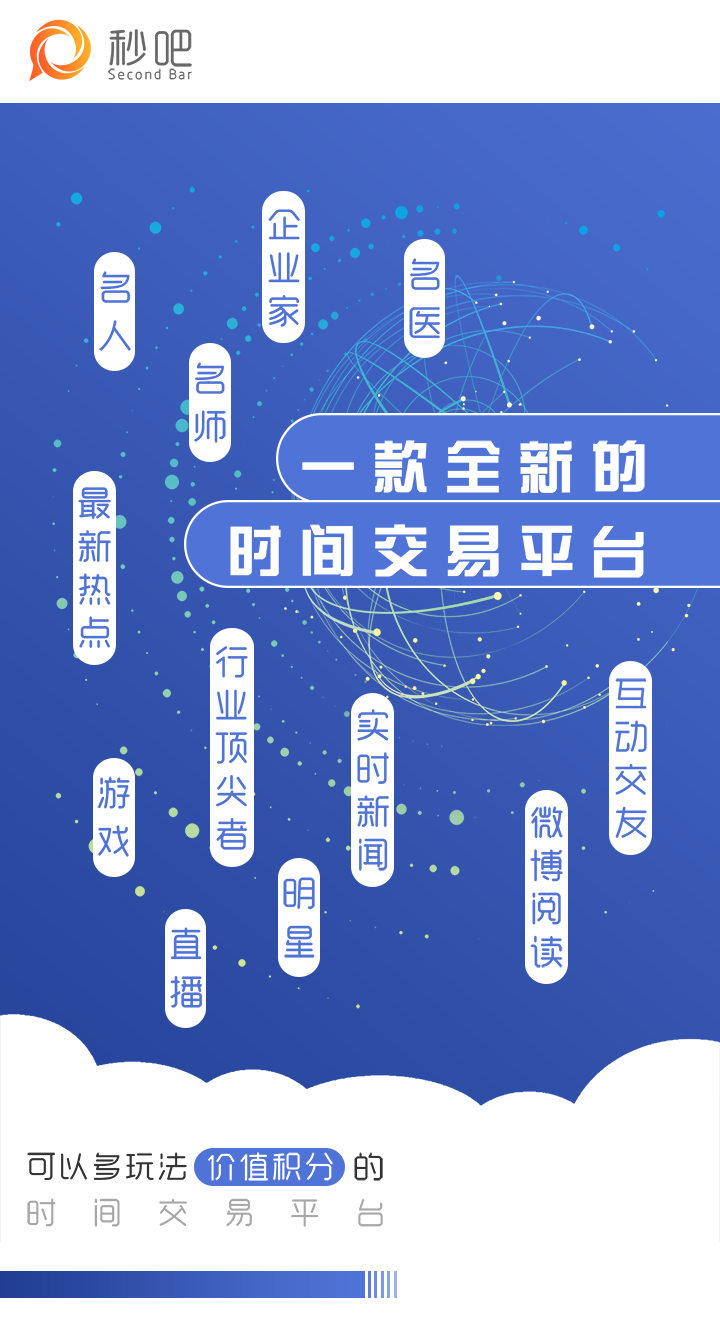 秒吧
Second Bar
企业家
名医
名人
名师
一款全新的
时间交易平台
最新热点
行业顶尖者
互动交友
实时新闻
游戏
微博阅读
明星
直播
可以多玩法价值积分的
时间交易平台